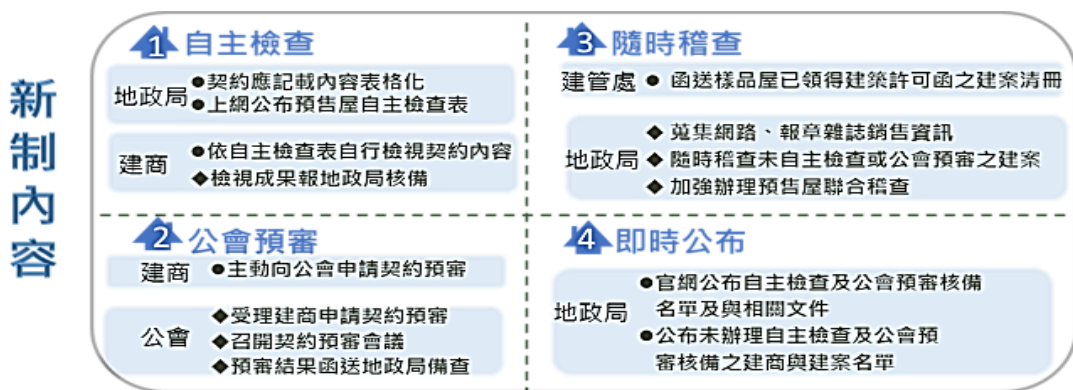 新制內容
1 自主檢查
地政局
●契約應記載內容表格化
●上網公布預售屋自主檢查表
建商
●依自主檢查表自行檢視契約內容
◆檢視成果報地政局核備
2 公會預審
建商
●主動向公會申請契約預審
公會
◆受理建商申請契約預審
◆召開契約預審會議
◆預審結果函送地政局備查
3 隨時稽查
建管處
● 函送樣品屋已領得建築許可函之建案清冊
地政局
◆ 蒐集網路、報章雜誌銷售資訊
◆ 隨時稽查未自主檢查或公會預審之建案
◆ 加強辦理預售屋聯合稽查
4 即時公布
地政局
●官網公布自主檢查及公會預審核備
名單及與相關文件
●公布未辦理自主檢查及公會預
審核備之建商與建案名單